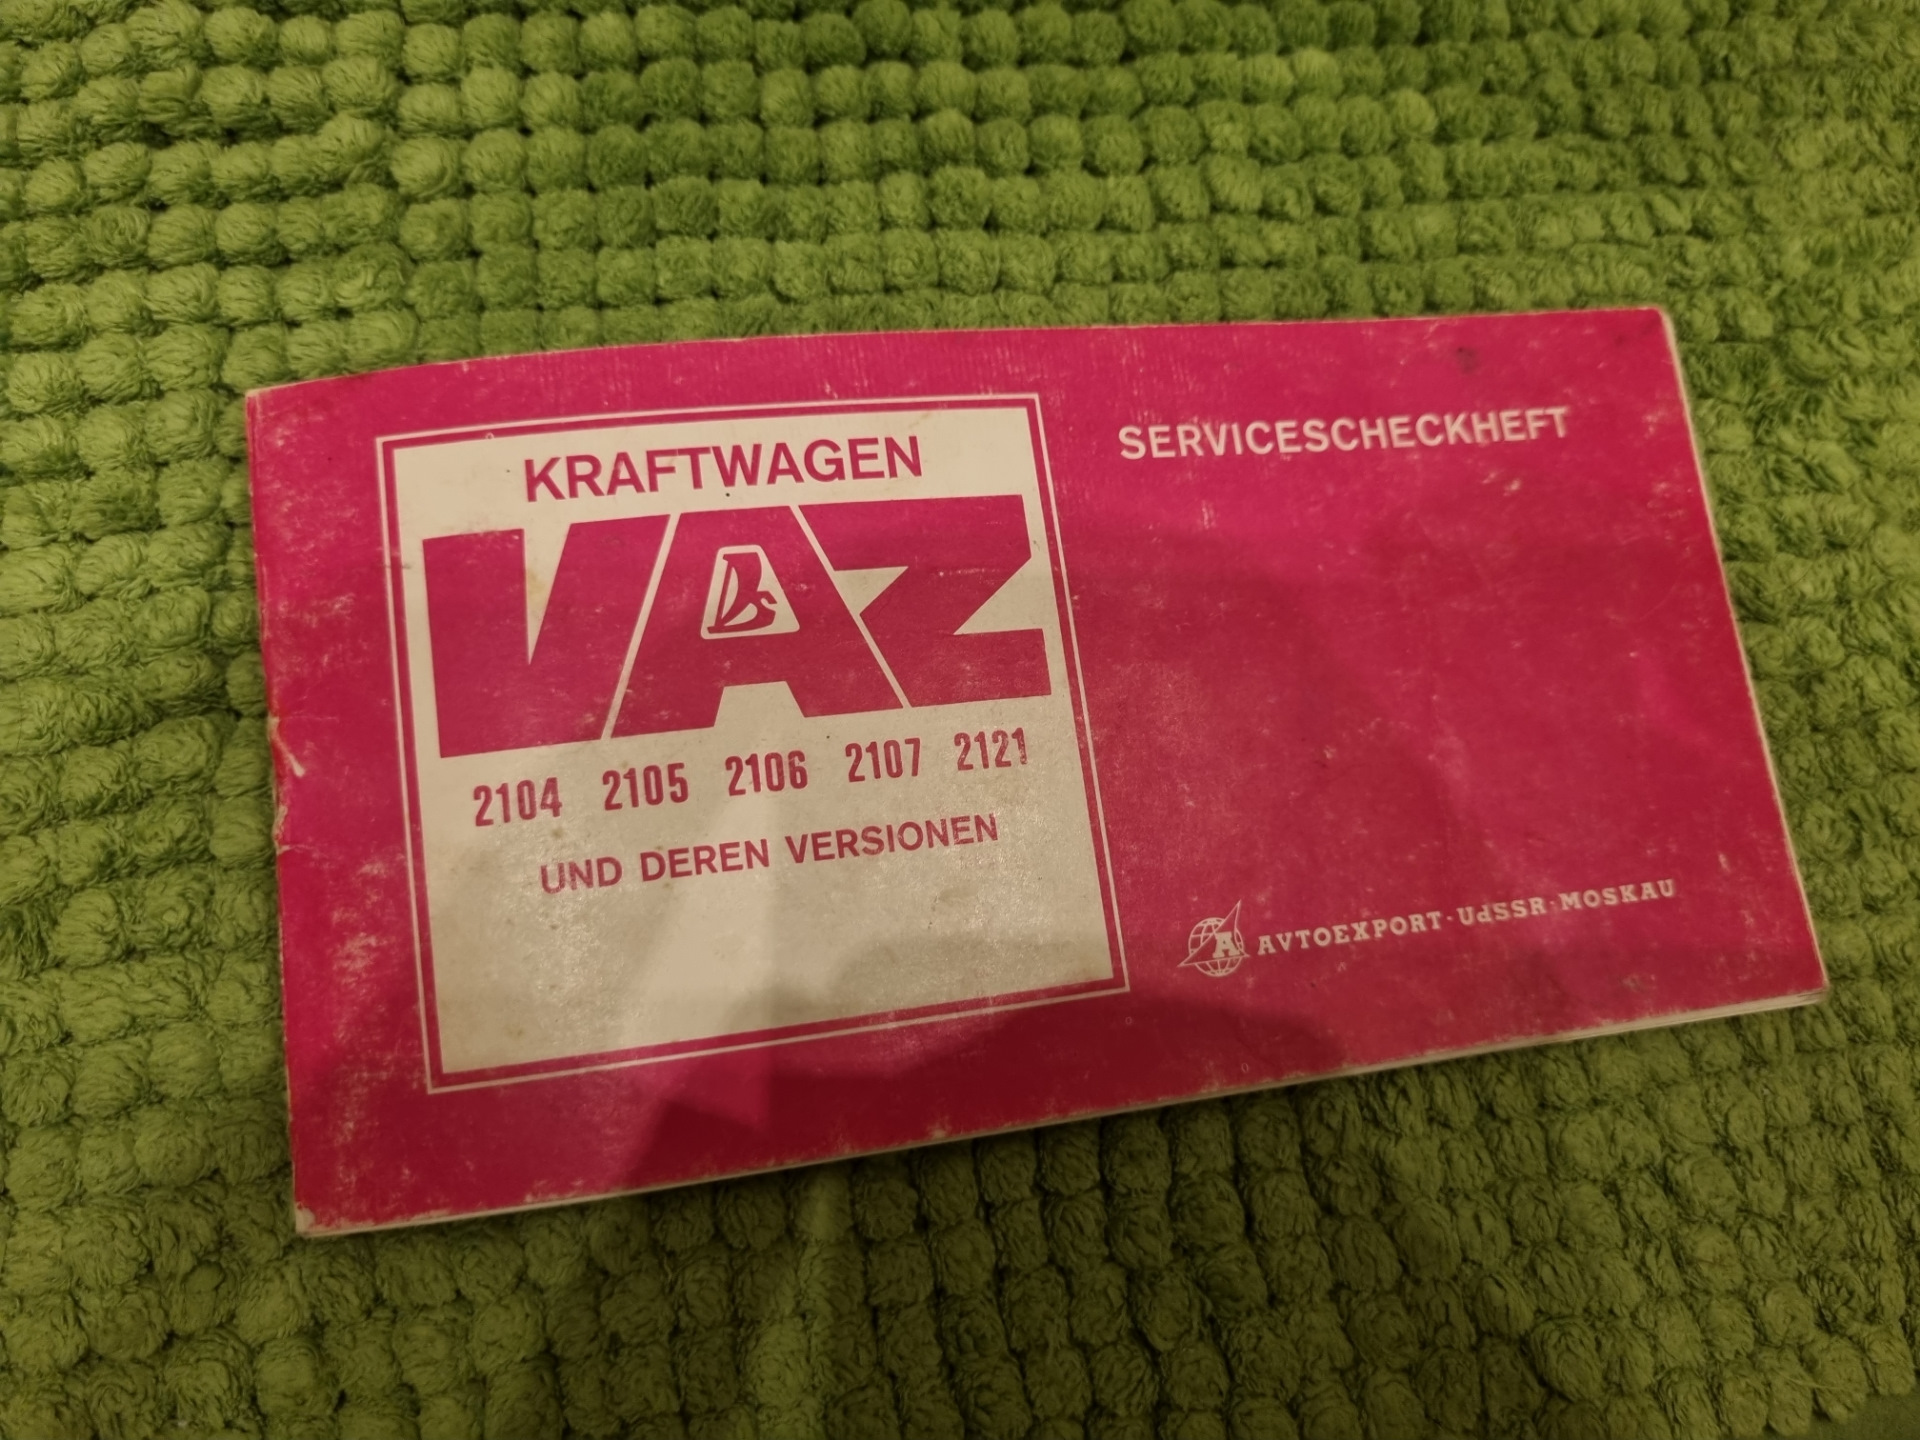 KRAFTWAGEN
VAZ
2104 2105 2106 2107 2121
UND DEREN VERSIONEN
SERVICESCHECKHEFT
A AVTOEXPORT·UdSSR·MOSKAU